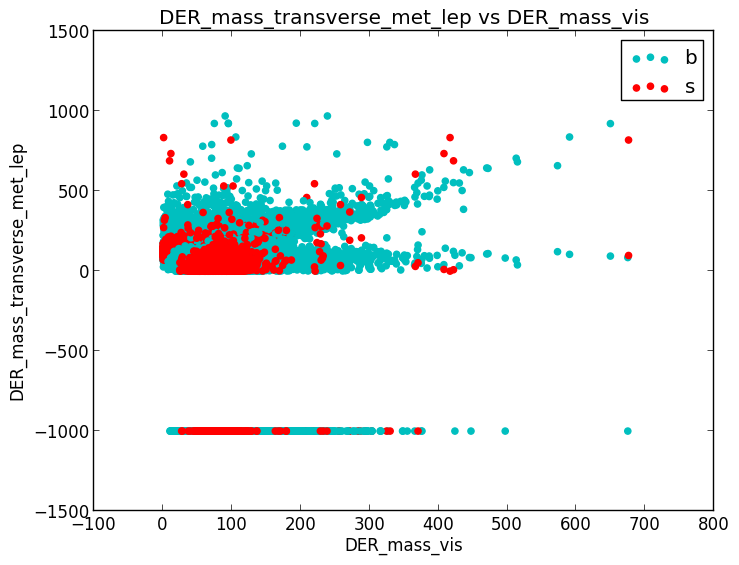 DER_mass_transverse_met_lep vs DER_mass_vis
1500
1000
500
0
−500
−1000
−1500
DER_mass_transverse_met_lep
b
s
−100 0 100 200 300 400 500 600 700 800
DER_mass_vis